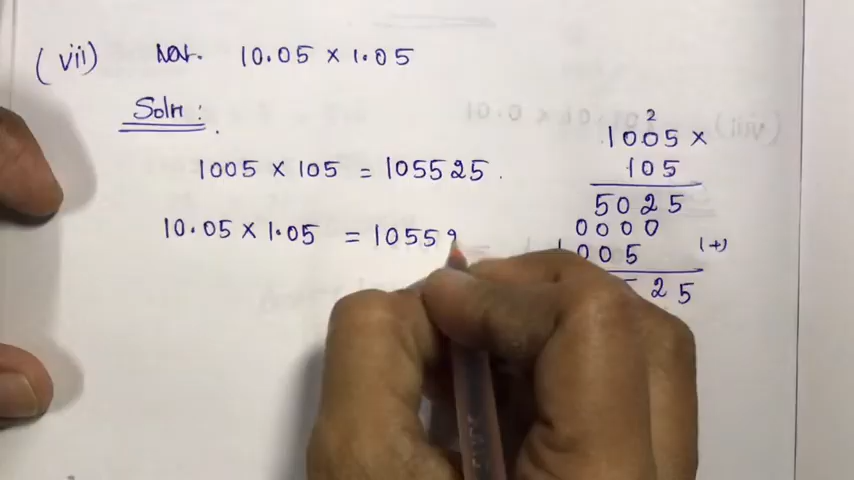 (vii) 10.05 × 1.05
Soln :
1005 × 105 = 105525.
10.05 × 1.05 = 1055
2
1005 ×
105
5025
0000
1005 (+)
25